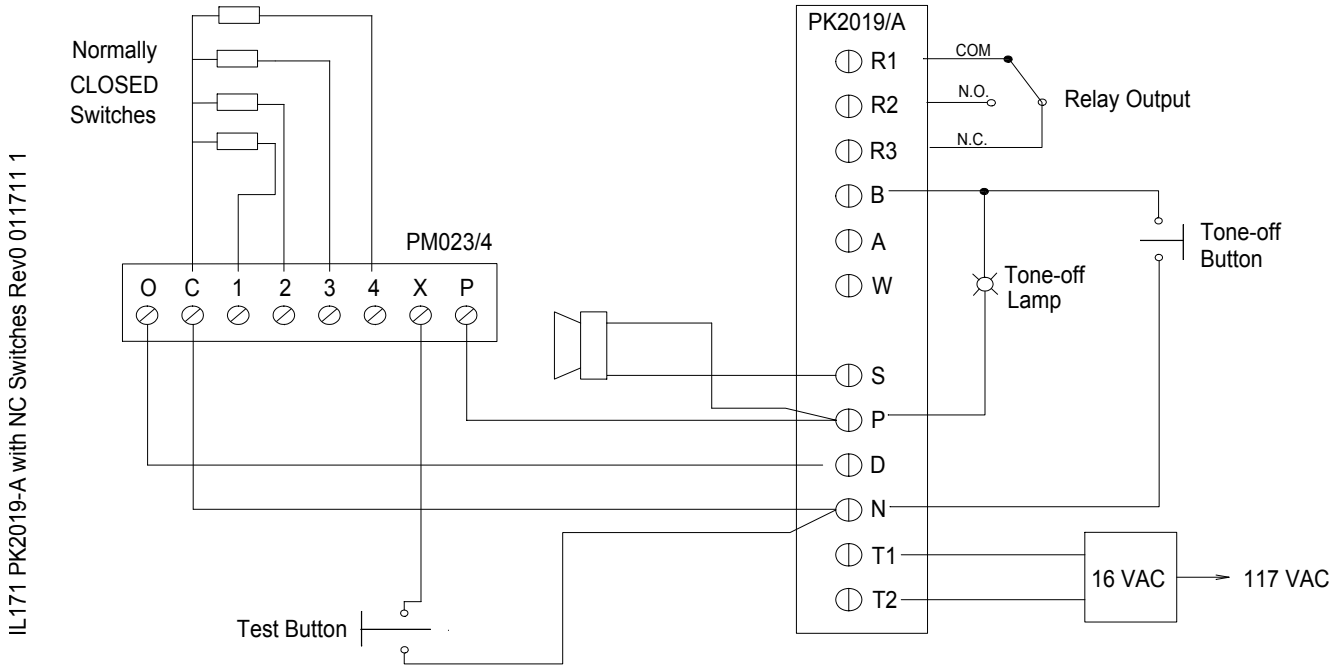 IL171 PK2019-A with NC Switches Rev0 0117111 1
Normally
CLOSED
Switches
PM023/4
O C 1 2 3 4 X P
Test Button
PK2019/A
R1
R2
R3
B
A
W
S
P
D
N
T1
T2
COM
N.O.
N.C.
Relay Output
Tone-off
Lamp
Tone-off
Button
16 VAC
117 VAC